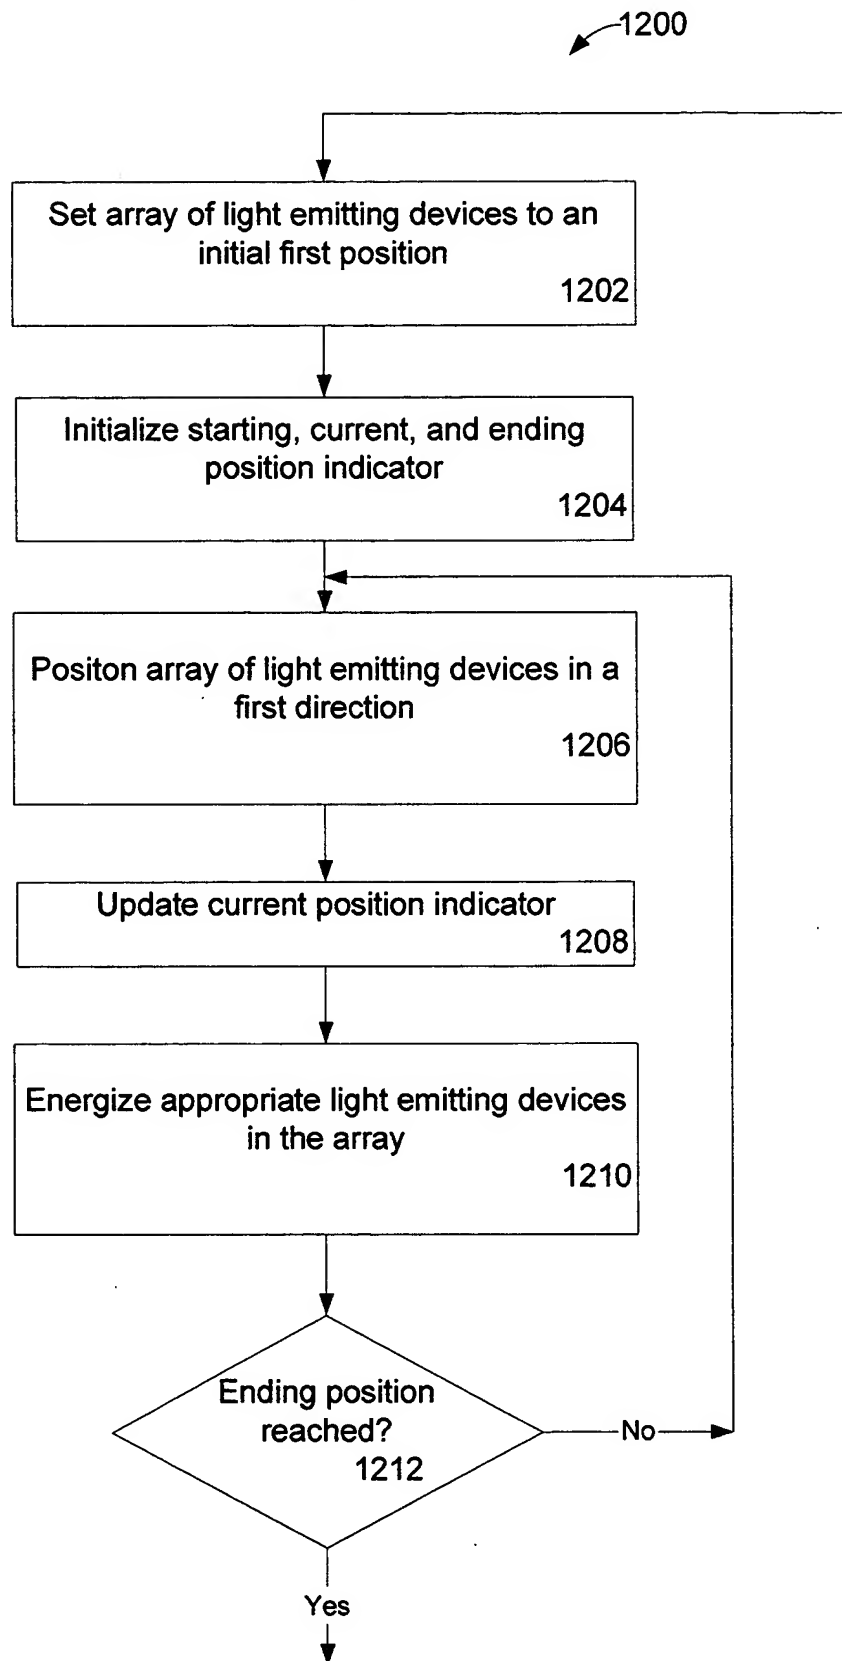 1200
Set array of light emitting devices to an
initial first position
1202
Initialize starting, current, and ending
position indicator
1204
Positon array of light emitting devices in a
first direction
1206
Update current position indicator
1208
Energize appropriate light emitting devices
in the array
1210
Ending position
reached?
1212
No
Yes